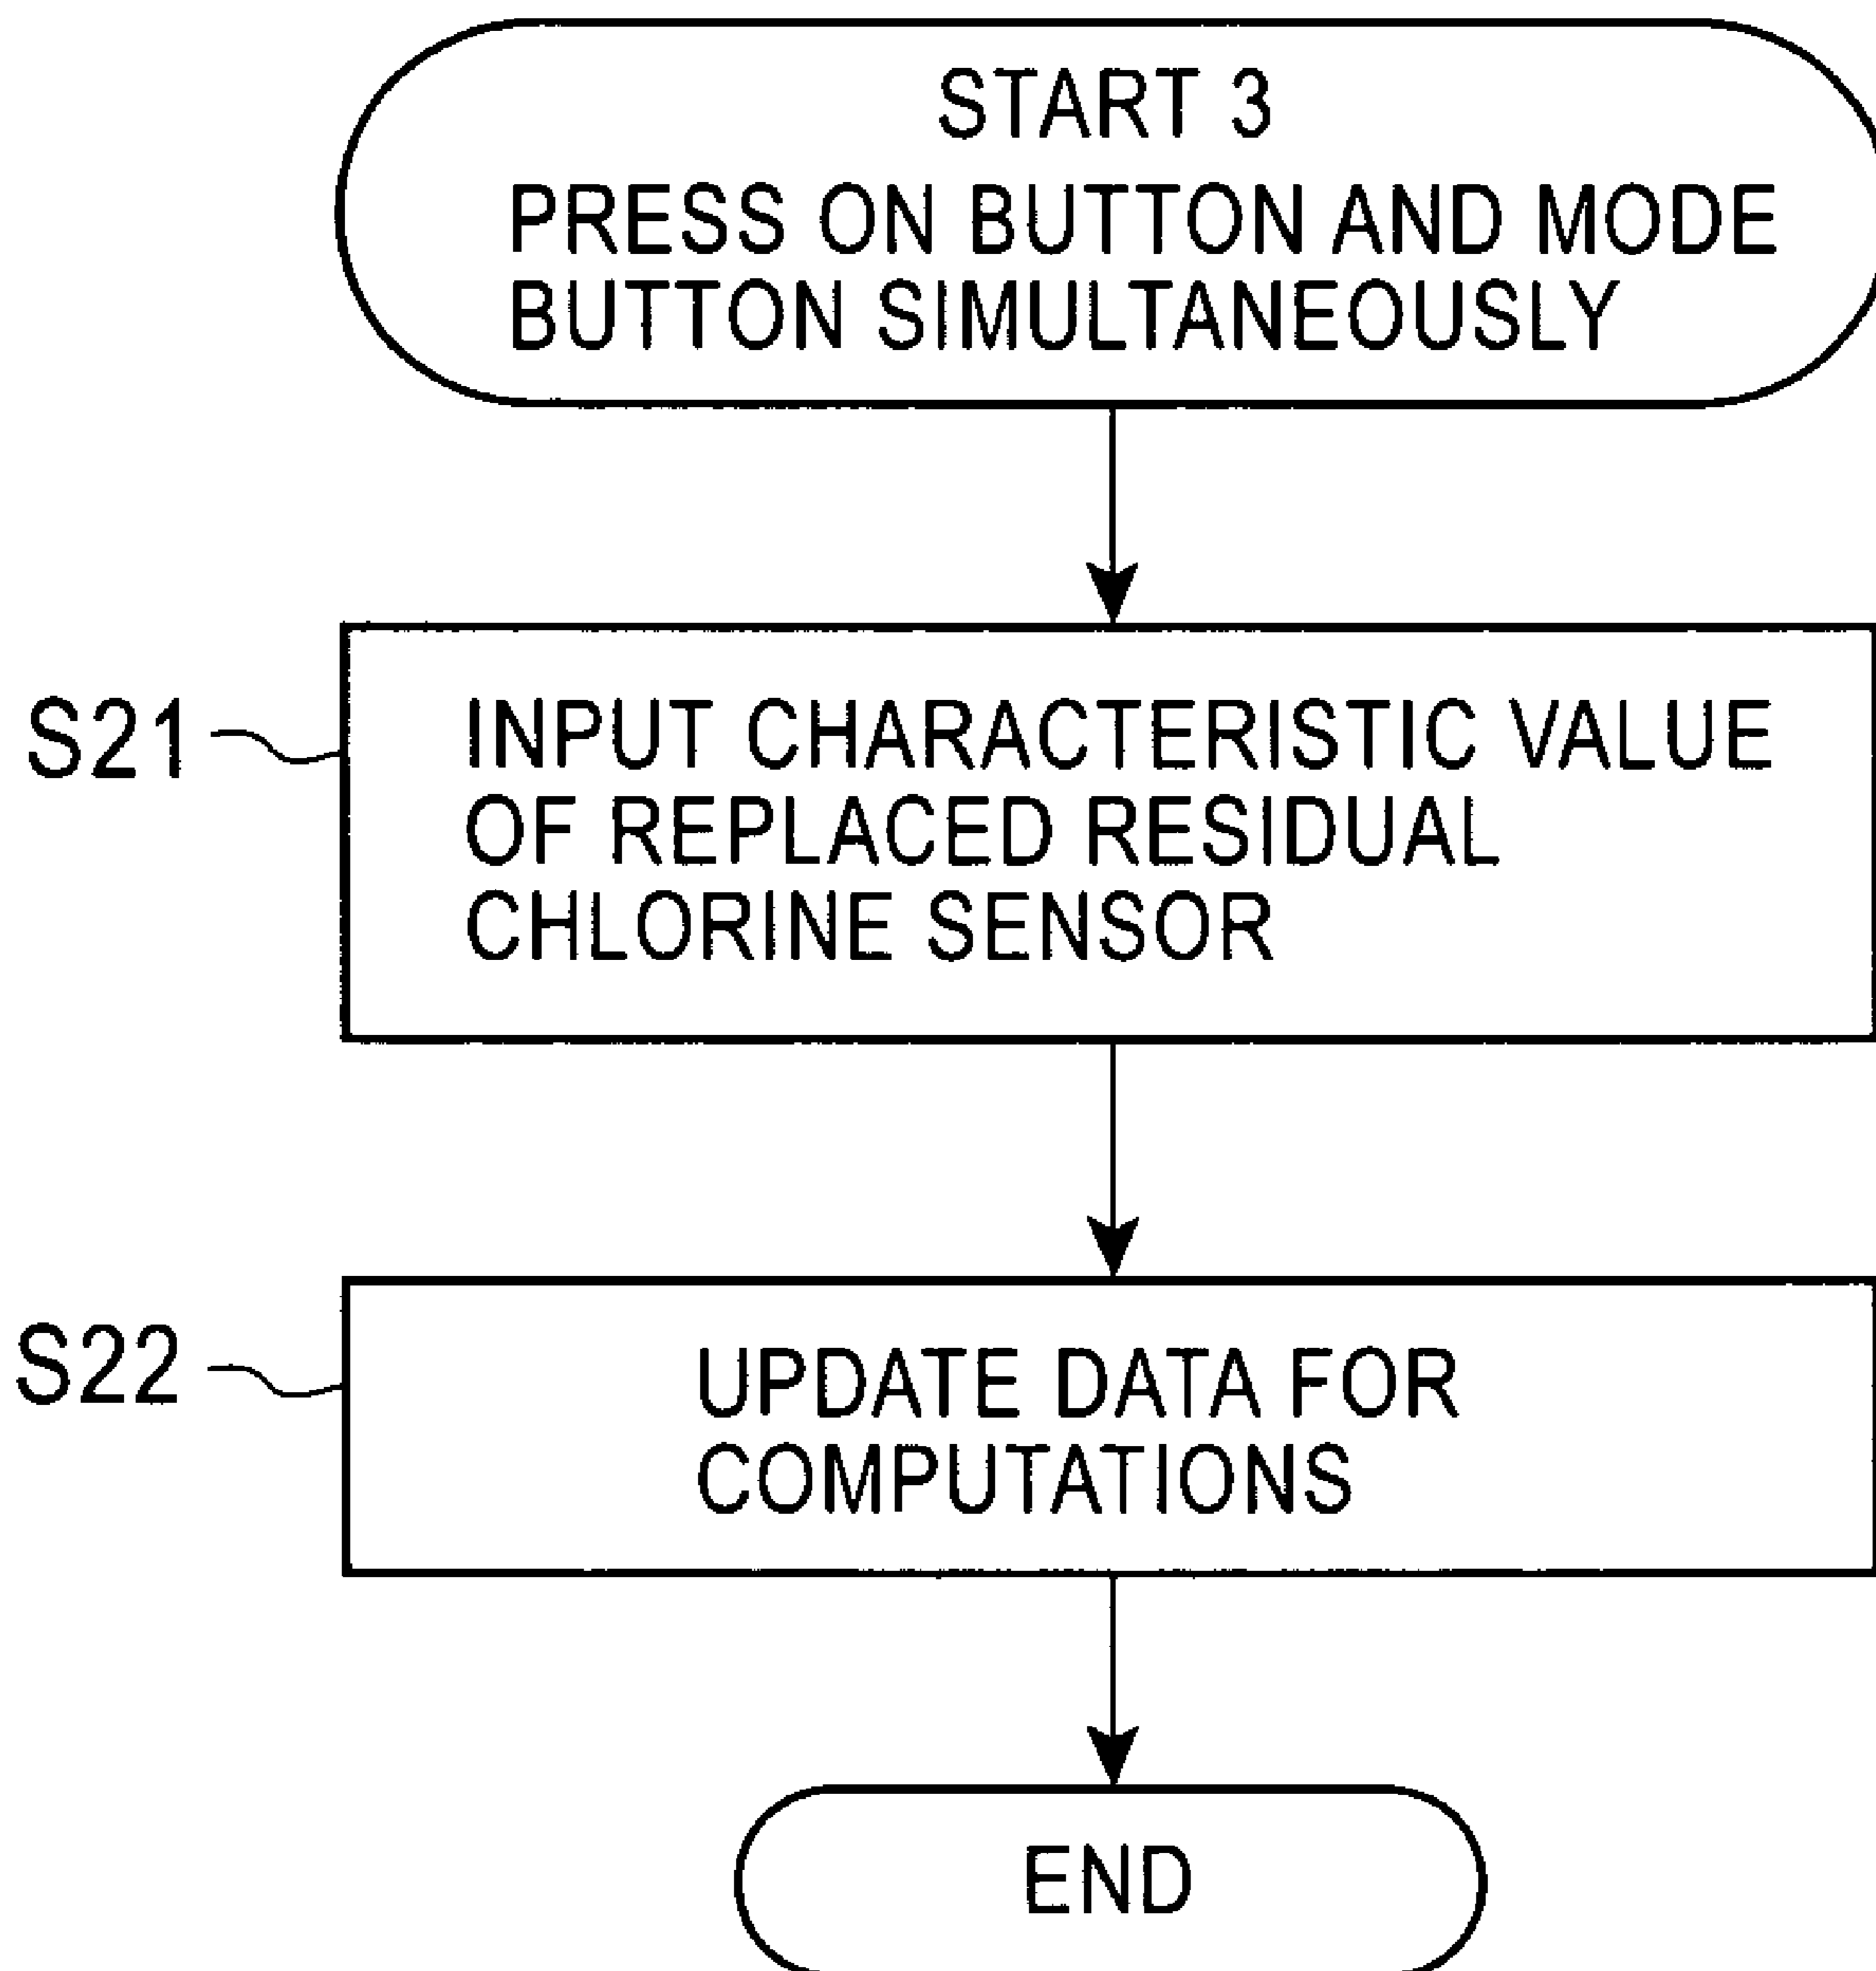 START 3
PRESS ON BUTTON AND MODE
BUTTON SIMULTANEOUSLY
S21
INPUT CHARACTERISTIC VALUE
OF REPLACED RESIDUAL
CHLORINE SENSOR
S22
UPDATE DATA FOR
COMPUTATIONS
END